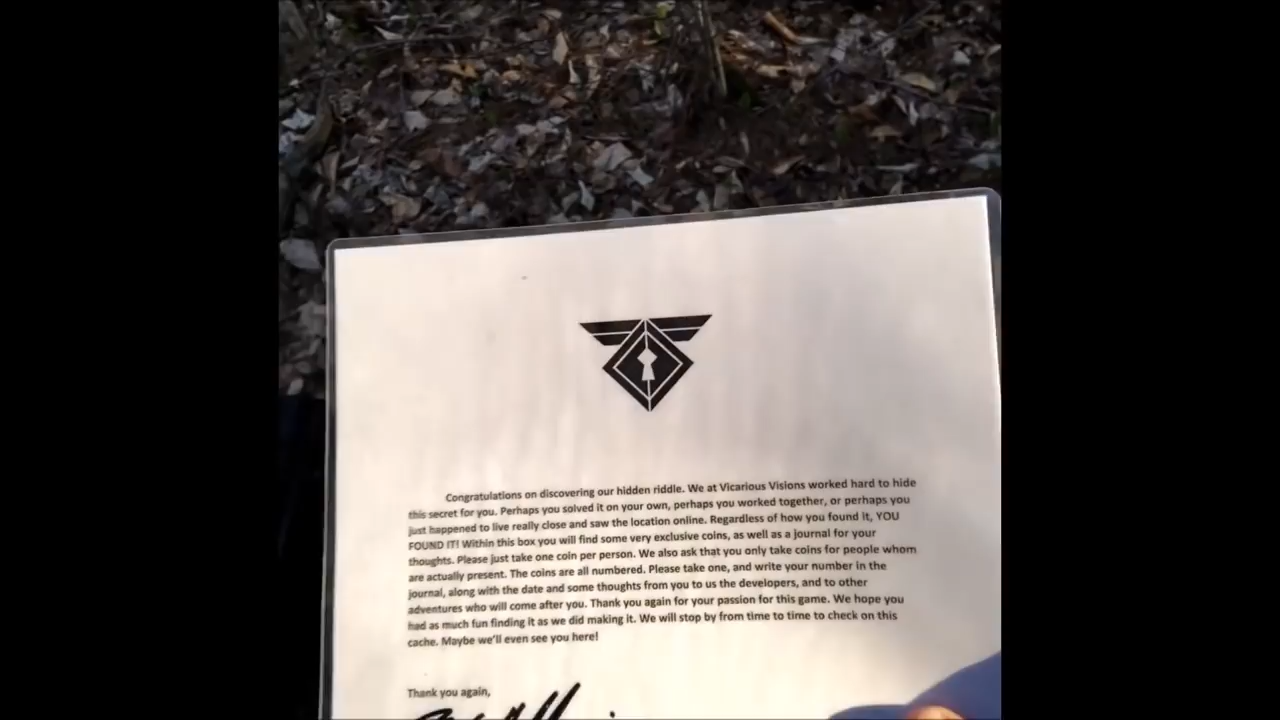 Congratulations on discovering our hidden riddle. We at Vicarious Visions worked hard to hide
this secret for you. Perhaps you solved it on your own, perhaps you worked together, or perhaps you
just happened to live really close and saw the location online. Regardless of how you found it, YOU
FOUND IT! Within this box you will find some very exclusive coins, as well as a journal for your
thoughts. Please just take one coin per person. We also ask that you only take coins for people whom
are actually present. The coins are all numbered. Please take one, and write your number in the
journal, along with the date and some thoughts from you to us the developers, and to other
adventures who will come after you. Thank you again for your passion for this game. We hope you
had as much fun finding it as we did making it. We will stop by from time to time to check on this
cache. Maybe we'll even see you here!
Thank you again,